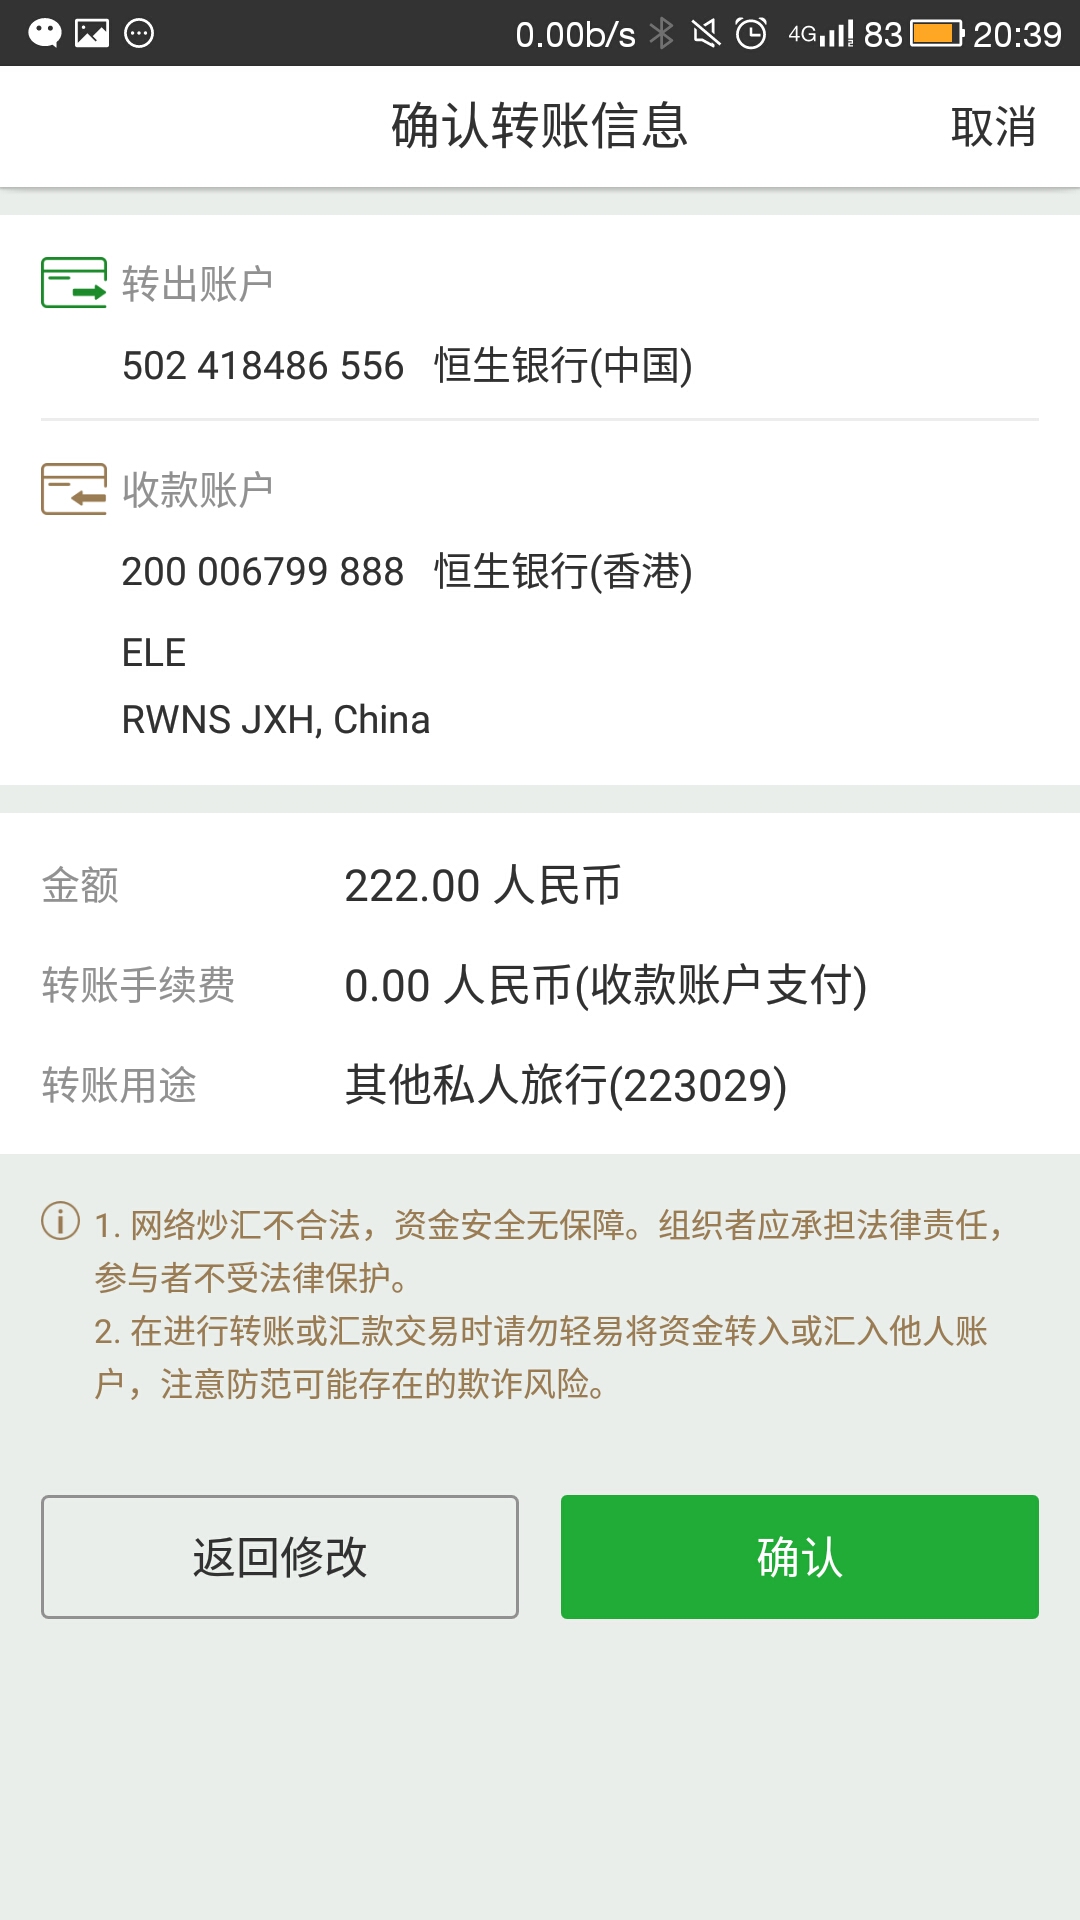 0.00b/s 4G 83 20:39
确认转账信息 取消
转出账户
502 418486 556 恒生银行(中国)
收款账户
200 006799 888 恒生银行(香港)
ELE
RWNS JXH, China
金额 222.00 人民币
转账手续费 0.00 人民币(收款账户支付)
转账用途 其他私人旅行(223029)
1. 网络炒汇不合法，资金安全无保障。组织者应承担法律责任，
参与者不受法律保护。
2. 在进行转账或汇款交易时请勿轻易将资金转入或汇入他人账
户，注意防范可能存在的欺诈风险。
返回修改 确认